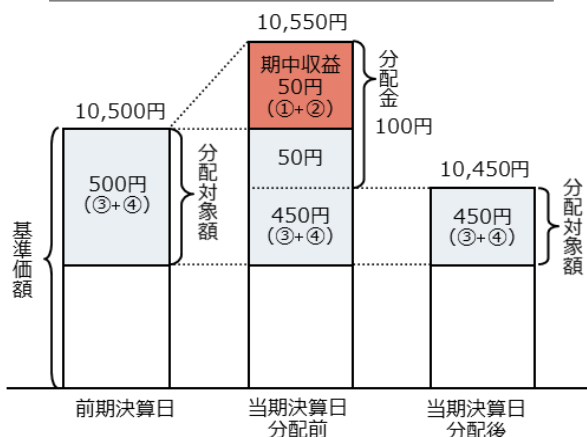 10,550円
期中収益
50円
(①+②)
分配金
100円
10,500円
500円
(③+④)
分配対象額
50円
450円
(③+④)
10,450円
450円
(③+④)
分配対象額
基準価額
前期決算日
当期決算日
分配前
当期決算日
分配後